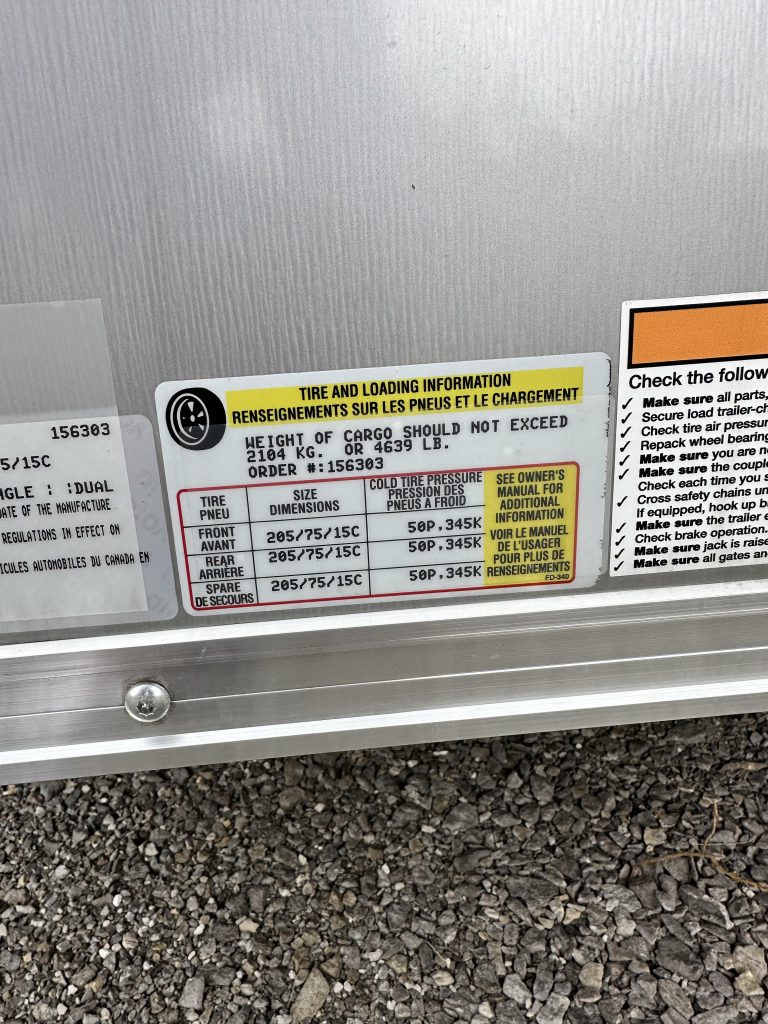 156303
5/15C
NGLE : :DUAL
DATE OF THE MANUFACTURE
REGULATIONS IN EFFECT ON
ICULES AUTOMOBILES DU CANADA EN
TIRE AND LOADING INFORMATION
RENSEIGNEMENTS SUR LES PNEUS ET LE CHARGEMENT
WEIGHT OF CARGO SHOULD NOT EXCEED
2104 KG. OR 4639 LB.
ORDER #:156303
TIRE
PNEU
SIZE
DIMENSIONS
COLD TIRE PRESSURE
PRESSION DES
PNEUS A FROID
FRONT
AVANT
205/75/15C
50P,345K
REAR
ARRIÈRE
205/75/15C
50P,345K
SPARE
DE SECOURS
205/75/15C
50P,345K
SEE OWNER'S
MANUAL FOR
ADDITIONAL
INFORMATION
VOIR LE MANUEL
DE L'USAGER
POUR PLUS DE
RENSEIGNEMENTS
FD-340
Check the follow
✓ Make sure all parts,
✓ Secure load trailer-ch
✓ Check tire air pressur
✓ Repack wheel bearing
✓ Make sure you are no
✓ Make sure the couple
Check each time you s
✓ Cross safety chains un
If equipped, hook up b
✓ Make sure the trailer e
✓ Check brake operation.
✓ Make sure jack is raise
✓ Make sure all gates an